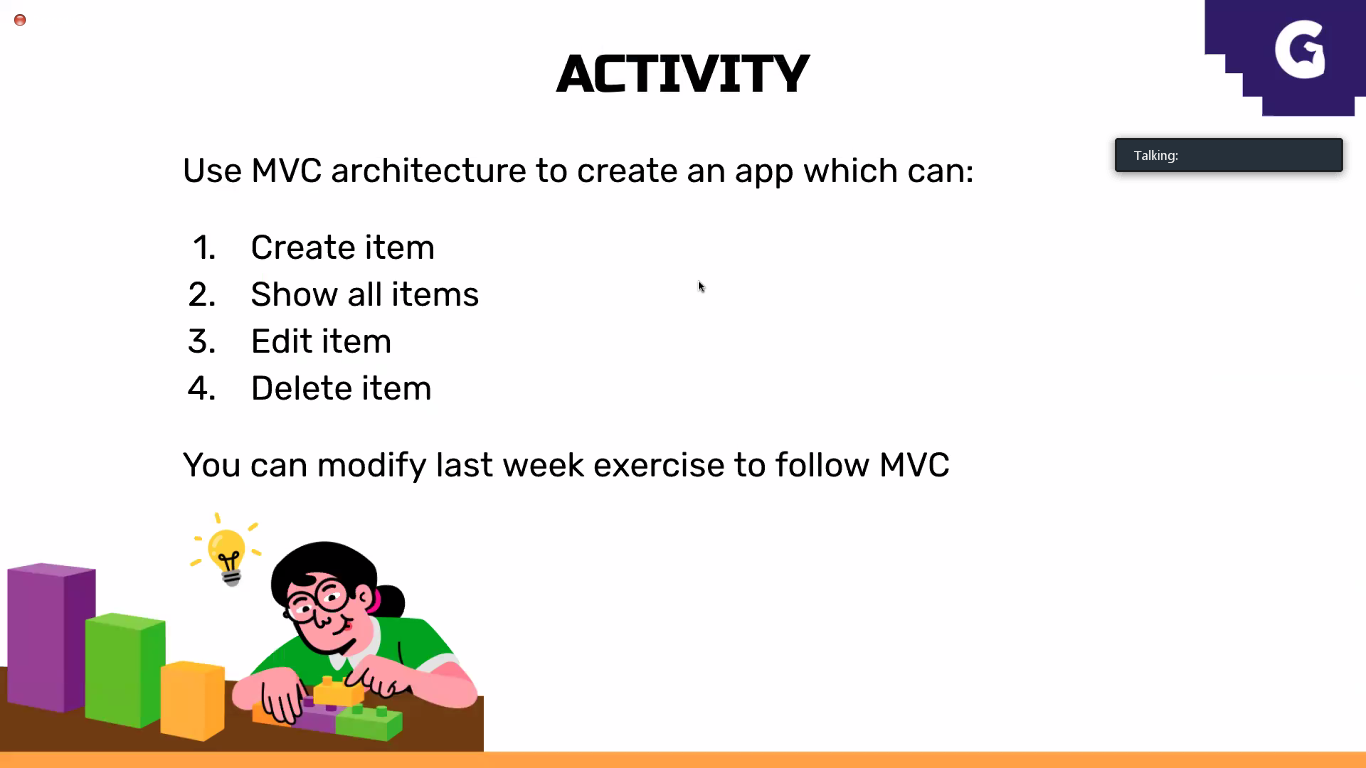 ACTIVITY
G
Talking:
Use MVC architecture to create an app which can:
1. Create item
2. Show all items
3. Edit item
4. Delete item
You can modify last week exercise to follow MVC